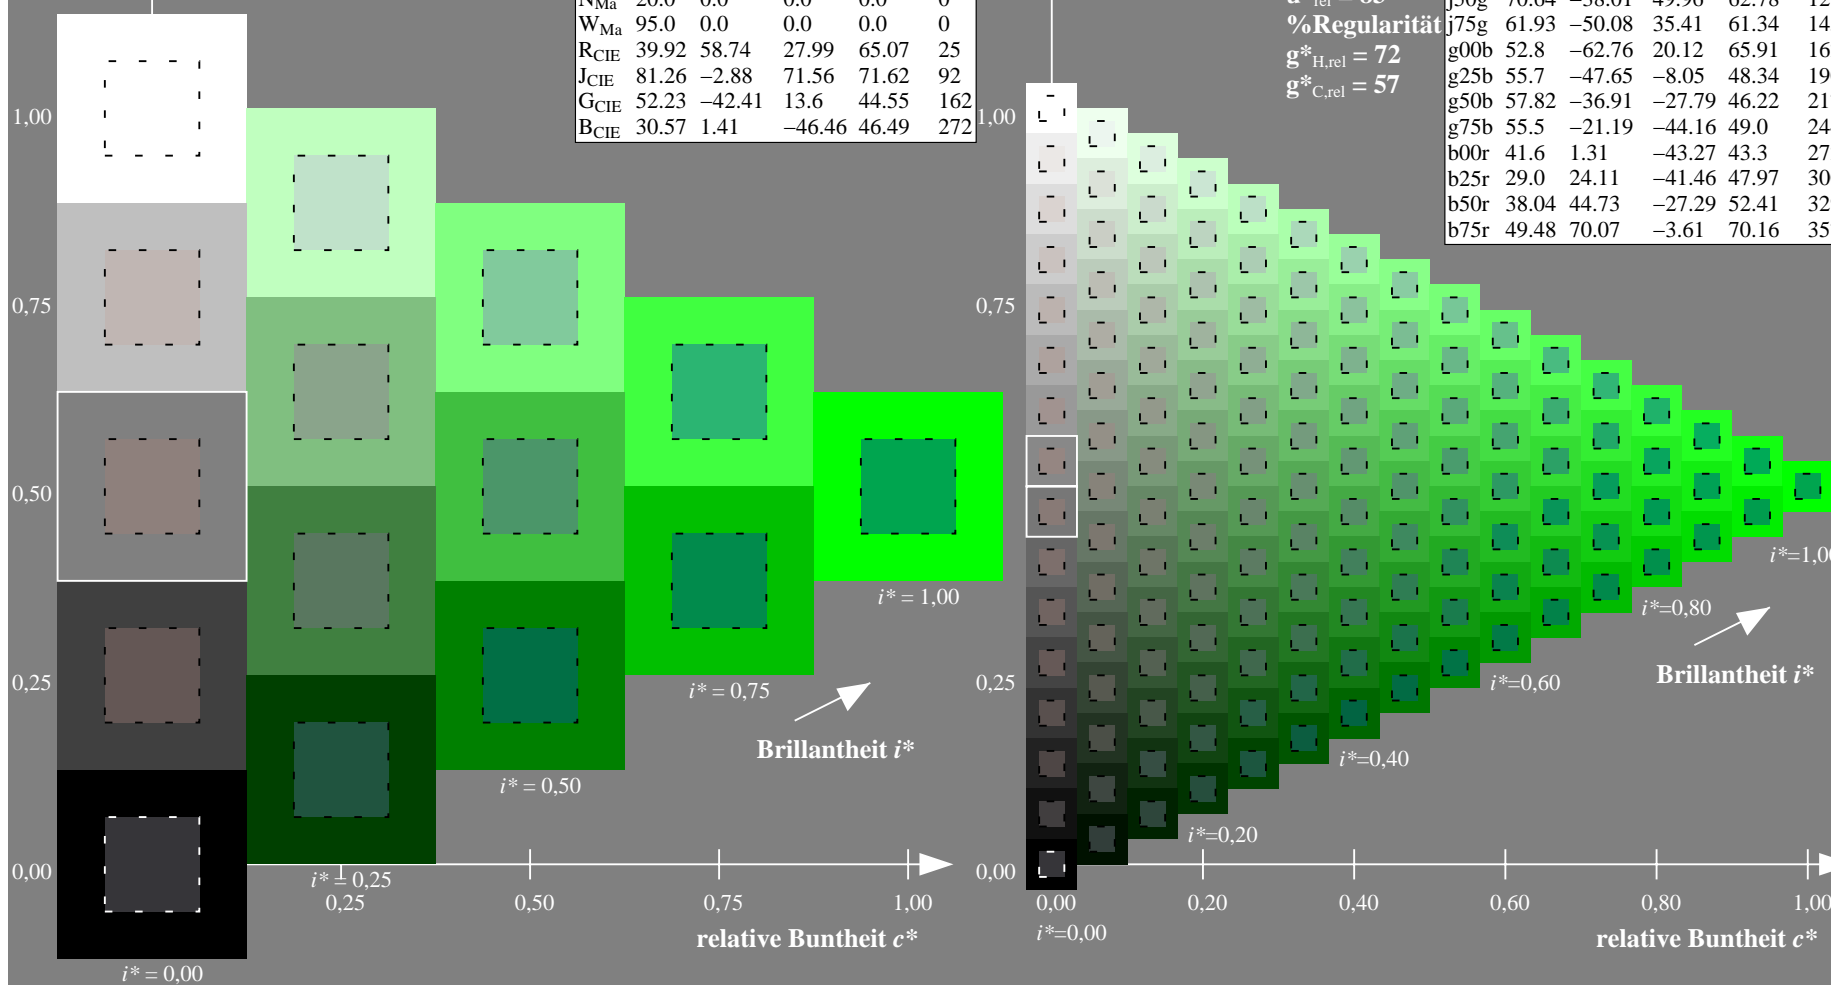 N_Ma 20.0 0.0 0.0 0.0 0
W_Ma 95.0 0.0 0.0 0.0 0
R_CIE 39.92 58.74 27.99 65.07 25
J_CIE 81.26 –2.88 71.56 71.62 92
G_CIE 52.23 –42.41 13.6 44.55 162
B_CIE 30.57 1.41 –46.46 46.49 272
%Regularität
g*_H,rel = 72
g*_C,rel = 57
j75g 61.93 –50.08 35.41 61.34 14
g00b 52.8 –62.76 20.12 65.91 16
g25b 55.7 –47.65 –8.05 48.34 19
g50b 57.82 –36.91 –27.79 46.22 21
g75b 55.5 –21.19 –44.16 49.0 24
b00r 41.6 1.31 –43.27 43.3 27
b25r 29.0 24.11 –41.46 47.97 30
b50r 38.04 44.73 –27.29 52.41 32
b75r 49.48 70.07 –3.61 70.16 35
1,00
0,75
0,50
0,25
0,00
i* = 1,00
i* = 0,75
Brillantheit i*
i* = 0,50
i* = 0,25
0,25 0,50 0,75 1,00
relative Buntheit c*
i* = 0,00
1,00
0,75
0,50
0,25
0,00
i*=1,00
i*=0,80
Brillantheit i*
i*=0,60
i*=0,40
i*=0,20
0,00 0,20 0,40 0,60 0,80 1,00
i*=0,00
relative Buntheit c*